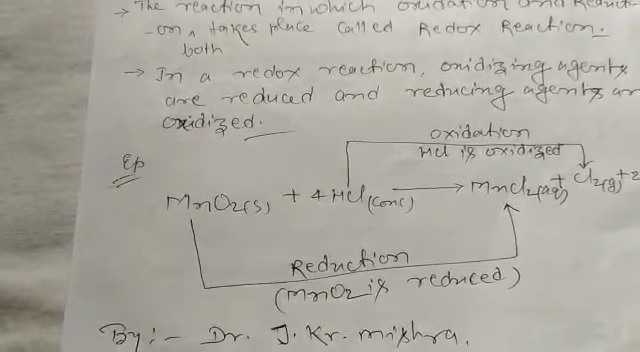 → The reaction in which oxidation and Reducti-
-on both takes place called Redox Reaction.
→ In a redox reaction, oxidizing agents
are reduced and reducing agents ar
oxidized.
oxidation
HCl is oxidized
Ep
MnO2(s) + 4HCl(conc) → MnCl2(aq) + Cl2(g) + 2
Reduction
(MnO2 is reduced)
By:- Dr. J. Kr. mishra.